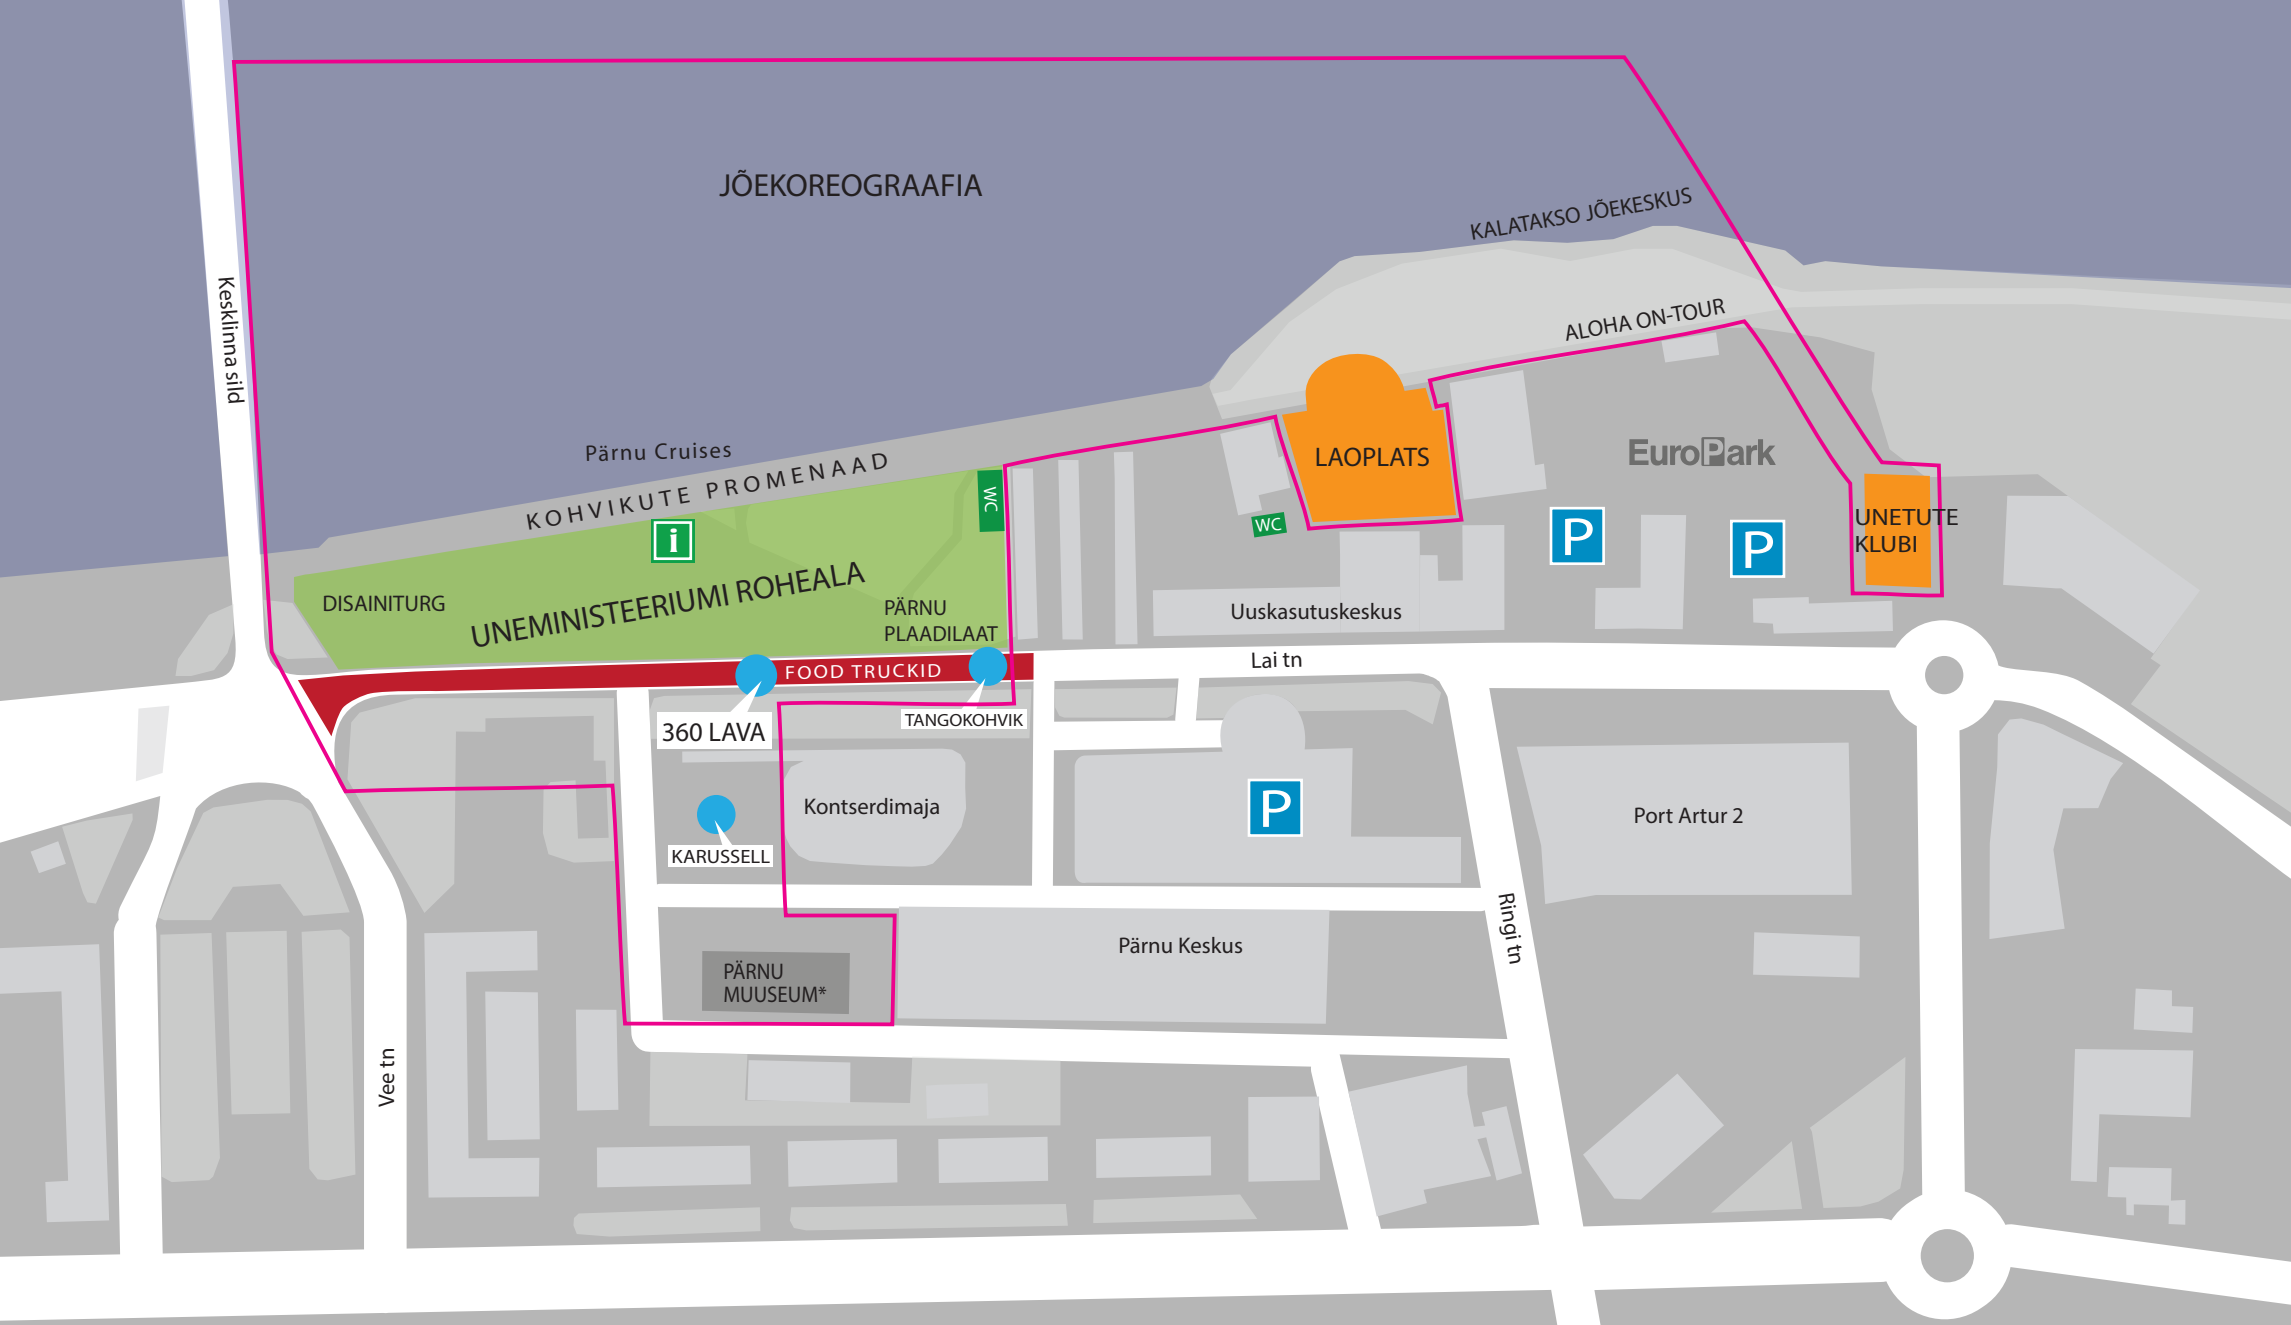 JÕEKOREOGRAAFIA
KALATAKSO JÕEKESKUS
ALOHA ON-TOUR
Kesklinna sild
Pärnu Cruises
KOHVIKUTE PROMENAAD
WC
i
LAOPLATS
EuroPark
WC
P
P
UNETUTE
KLUBI
DISAINITURG
UNEMINISTEERIUMI ROHEALA
PÄRNU
PLAADILAAT
Uuskasutuskeskus
FOOD TRUCKID
Lai tn
360 LAVA
TANGOKOHVIK
Kontserdimaja
P
Port Artur 2
KARUSSELL
Ringi tn
Pärnu Keskus
PÄRNU
MUUSEUM*
Vee tn